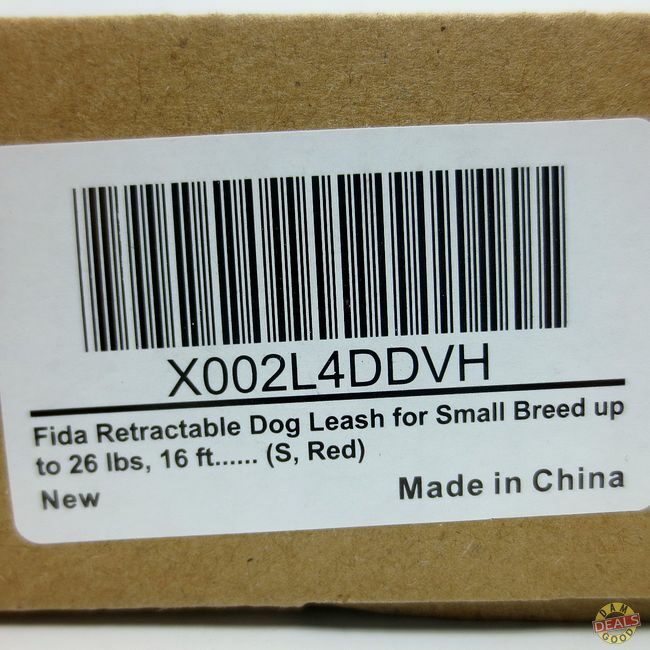 X002L4DDVH
Fida Retractable Dog Leash for Small Breed up
to 26 lbs, 16 ft...... (S, Red)
New
Made in China
DAM
DEALS
GOOD